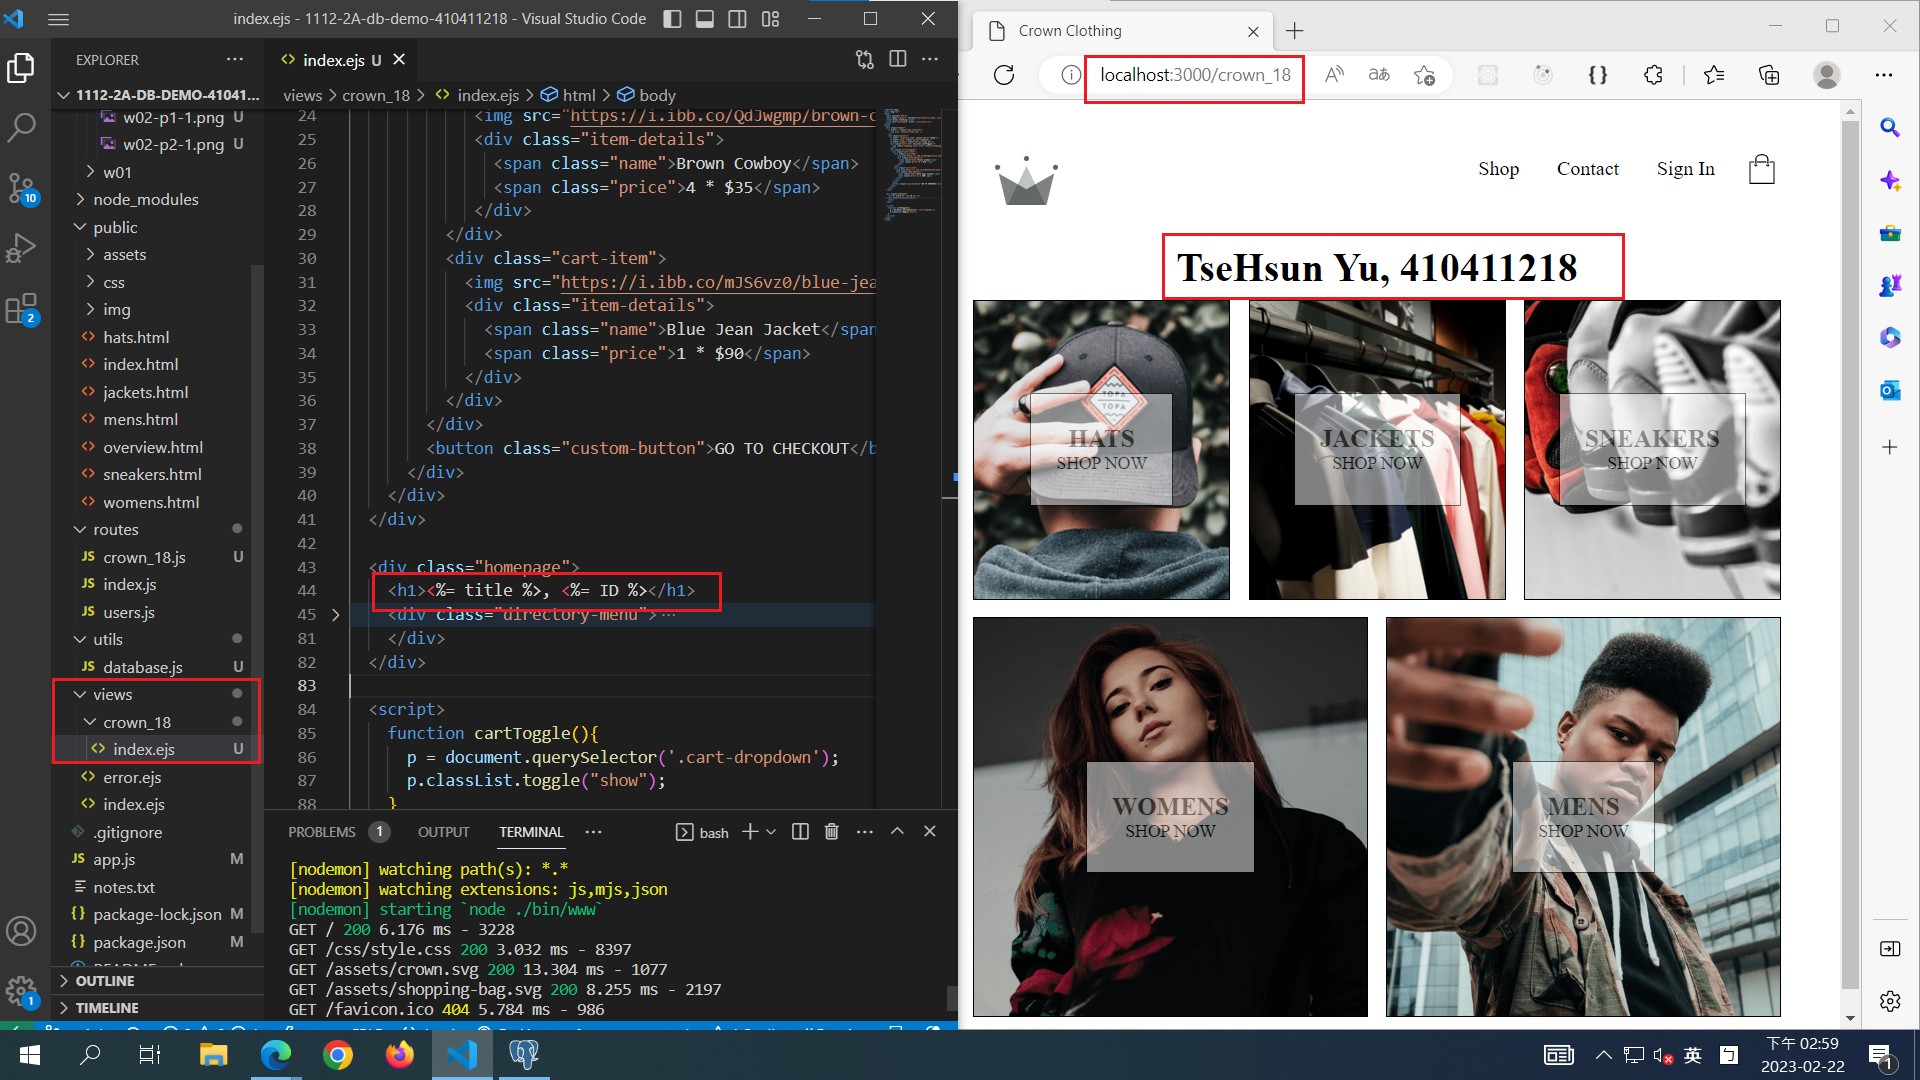 index.ejs - 1112-2A-db-demo-410411218 - Visual Studio Code
EXPLORER
1112-2A-DB-DEMO-41041...
w02-p1-1.png U
w02-p2-1.png U
w01
node_modules
public
assets
css
img
hats.html
index.html
jackets.html
mens.html
overview.html
sneakers.html
womens.html
routes
JS crown_18.js U
JS index.js
JS users.js
utils
JS database.js U
views
crown_18
index.ejs U
error.ejs
index.ejs
.gitignore
JS app.js M
notes.txt
{} package-lock.json M
{} package.json M
OUTLINE
TIMELINE
10
2
1
index.ejs U
views > crown_18 > index.ejs > html > body
24 <img src="https://i.ibb.co/QdJwgmp/brown-c
25 <div class="item-details">
26 <span class="name">Brown Cowboy</span>
27 <span class="price">4 * $35</span>
28 </div>
29 </div>
30 <div class="cart-item">
31 <img src="https://i.ibb.co/mJS6vz0/blue-jea
32 <div class="item-details">
33 <span class="name">Blue Jean Jacket</span
34 <span class="price">1 * $90</span>
35 </div>
36 </div>
37 </div>
38 <button class="custom-button">GO TO CHECKOUT</b
39 </div>
40 </div>
41 </div>
42
43 <div class="homepage">
44 <h1><%= title %>, <%= ID %></h1>
45 <div class="directory-menu">…
81 </div>
82 </div>
83
84 <script>
85 function cartToggle(){
86 p = document.querySelector('.cart-dropdown');
87 p.classList.toggle("show");
88 }
PROBLEMS 1 OUTPUT TERMINAL bash
[nodemon] watching path(s): *.*
[nodemon] watching extensions: js,mjs,json
[nodemon] starting `node ./bin/www`
GET / 200 6.176 ms - 3228
GET /css/style.css 200 3.032 ms - 8397
GET /assets/crown.svg 200 13.304 ms - 1077
GET /assets/shopping-bag.svg 200 8.255 ms - 2197
GET /favicon.ico 404 5.784 ms - 986
Crown Clothing
localhost:3000/crown_18
Shop Contact Sign In
TseHsun Yu, 410411218
TOPA
TOPA
HATS
SHOP NOW
JACKETS
SHOP NOW
SNEAKERS
SHOP NOW
WOMENS
SHOP NOW
MENS
SHOP NOW
英
下午 02:59
2023-02-22
1